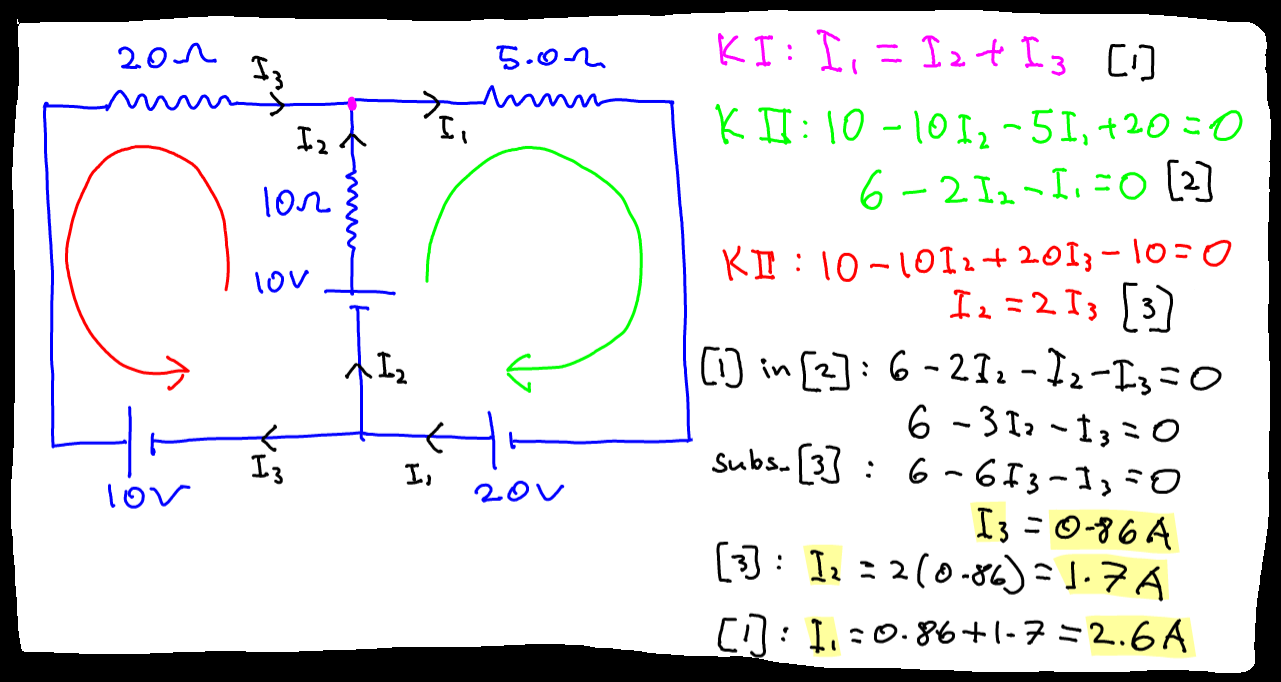 20Ω I₃ 5.0Ω
I₂ I₁
10Ω
10V
I₂
I₃ I₁
10V 20V
KI: I₁ = I₂ + I₃ [1]
KII: 10 - 10I₂ - 5I₁ + 20 = 0
6 - 2I₂ - I₁ = 0 [2]
KII: 10 - 10I₂ + 20I₃ - 10 = 0
I₂ = 2I₃ [3]
[1] in [2]: 6 - 2I₂ - I₂ - I₃ = 0
6 - 3I₂ - I₃ = 0
subs. [3]: 6 - 6I₃ - I₃ = 0
I₃ = 0.86A
[3]: I₂ = 2(0.86) = 1.7A
[1]: I₁ = 0.86 + 1.7 = 2.6A